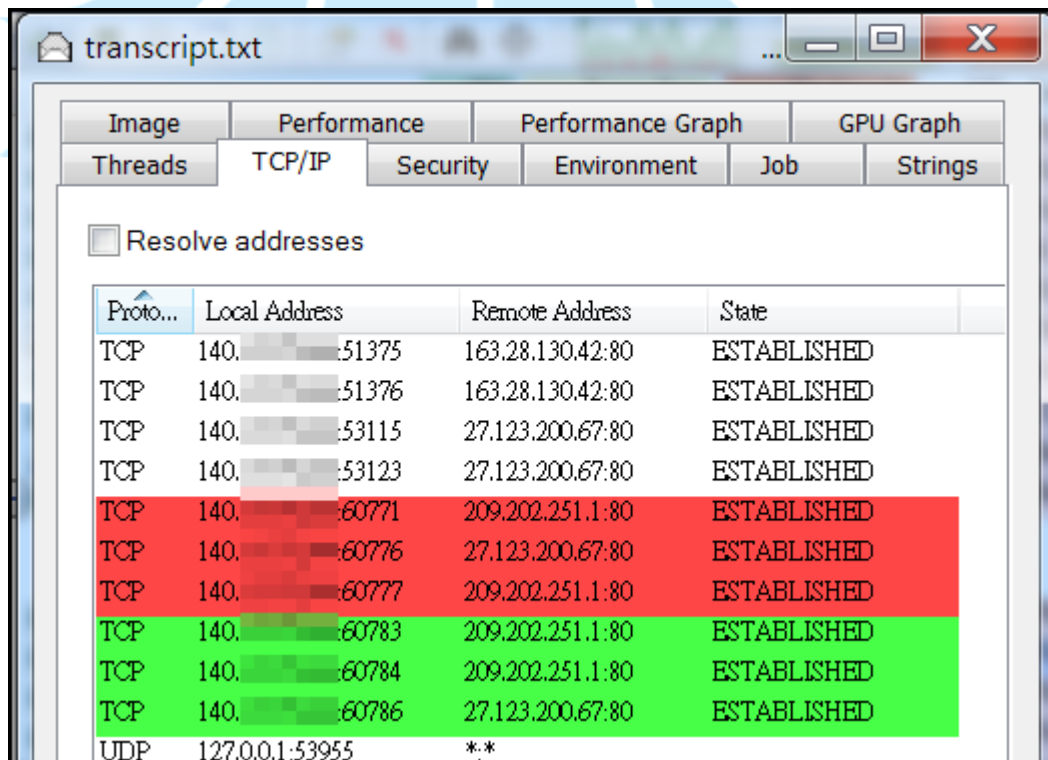 transcript.txt ...
Image Performance Performance Graph GPU Graph
Threads TCP/IP Security Environment Job Strings
Resolve addresses
Proto... Local Address Remote Address State
TCP 140. :51375 163.28.130.42:80 ESTABLISHED
TCP 140. :51376 163.28.130.42:80 ESTABLISHED
TCP 140. :53115 27.123.200.67:80 ESTABLISHED
TCP 140. :53123 27.123.200.67:80 ESTABLISHED
TCP 140. :60771 209.202.251.1:80 ESTABLISHED
TCP 140. :60776 27.123.200.67:80 ESTABLISHED
TCP 140. :60777 209.202.251.1:80 ESTABLISHED
TCP 140. :60783 209.202.251.1:80 ESTABLISHED
TCP 140. :60784 209.202.251.1:80 ESTABLISHED
TCP 140. :60786 27.123.200.67:80 ESTABLISHED
UDP 127.0.0.1:53955 *:*